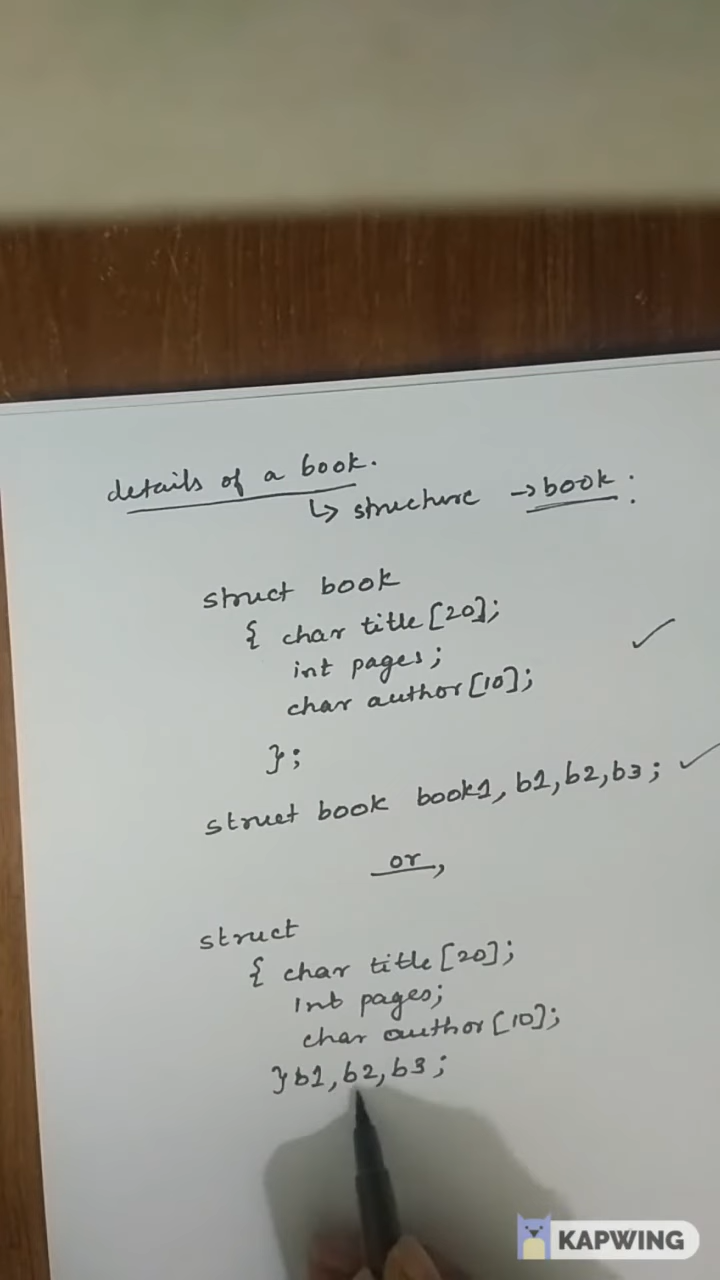 details of a book.
↳ structure → book :
struct book
{ char title [20];
int pages ;
char author [10];
};
struct book book1, b1, b2, b3 ;
or,
struct
{ char title [20];
int pages;
char author [10];
} b1, b2, b3 ;
KAPWING